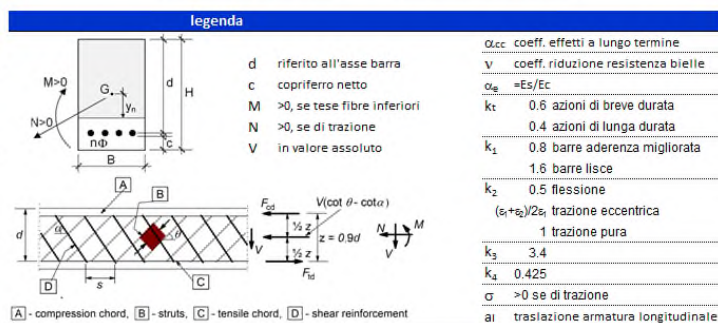 legenda
M>0
G
yn
N>0
nΦ
B
d
H
c
d riferito all'asse barra
c copriferro netto
M >0, se tese fibre inferiori
N >0, se di trazione
V in valore assoluto
A
B
Fcd
V(cot θ - cotα)
d
α
θ
V
½ z
½ z
z = 0.9d
N
M
V
D
s
C
Ftd
A - compression chord, B - struts, C - tensile chord, D - shear reinforcement
αcc coeff. effetti a lungo termine
ν coeff. riduzione resistenza bielle
αe =Es/Ec
kt 0.6 azioni di breve durata
0.4 azioni di lunga durata
k1 0.8 barre aderenza migliorata
1.6 barre lisce
k2 0.5 flessione
(ε1+ε2)/2ε1 trazione eccentrica
1 trazione pura
k3 3.4
k4 0.425
σ >0 se di trazione
al traslazione armatura longitudinale